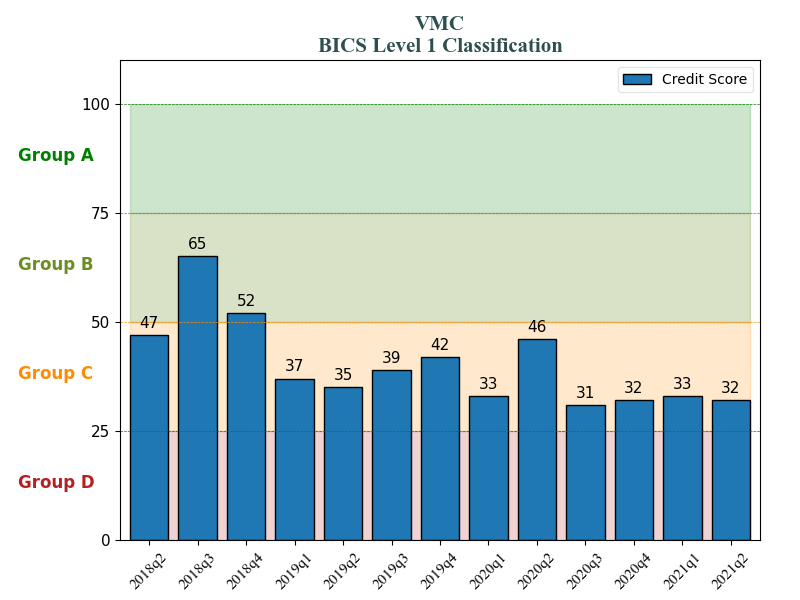 VMC
BICS Level 1 Classification
Credit Score
100
Group A
75
65
Group B
52
50
47
46
42
39
37
35
33
33
32
32
31
Group C
25
Group D
0
2018q2 2018q3 2018q4 2019q1 2019q2 2019q3 2019q4 2020q1 2020q2 2020q3 2020q4 2021q1 2021q2